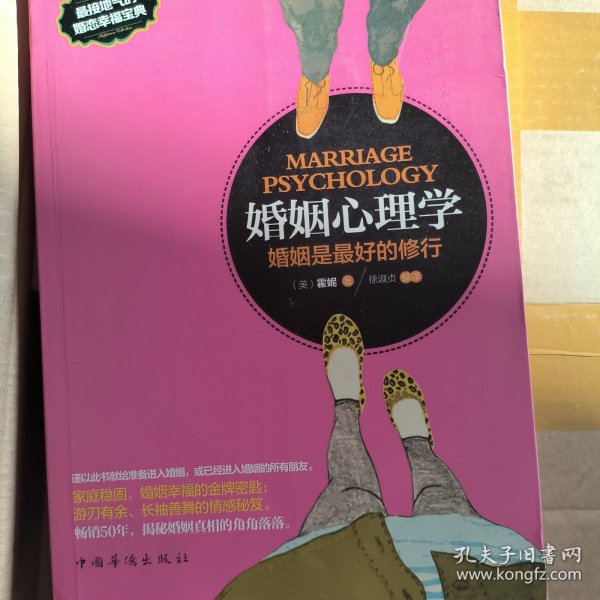 最接地气的
婚恋幸福宝典
MARRIAGE
PSYCHOLOGY
婚姻心理学
婚姻是最好的修行
(美)霍妮 著 / 徐淑贞 编译
谨以此书献给准备进入婚姻,或已经进入婚姻的所有朋友。
家庭稳固、婚姻幸福的金牌密匙;
游刃有余、长袖善舞的情感秘笈。
畅销50年,揭秘婚姻真相的角角落落。
中国华侨出版社
孔夫子旧书网
www.kongfz.com